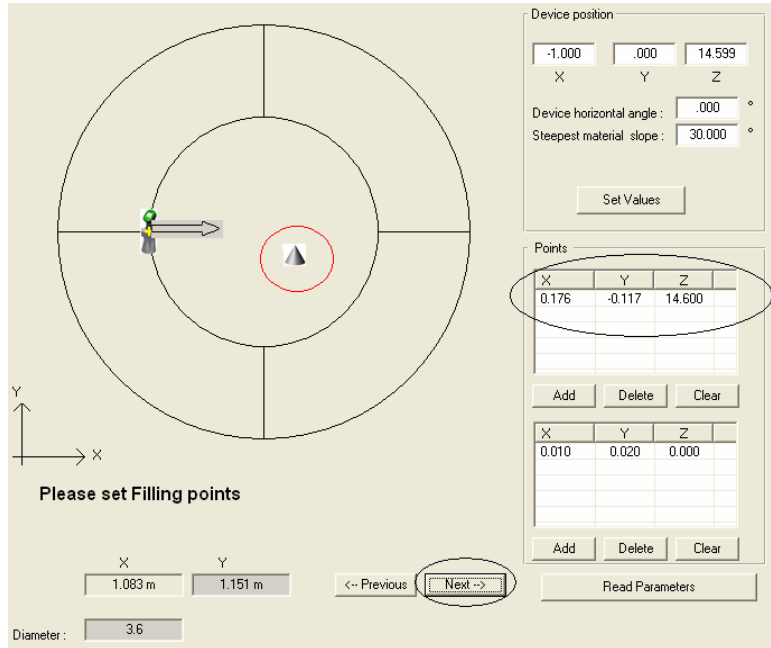 Device position
-1.000 .000 14.599
X Y Z
Device horizontal angle : .000 °
Steepest material slope : 30.000 °
Set Values
Points
X Y Z
0.176 -0.117 14.600
Add Delete Clear
X Y Z
0.010 0.020 0.000
Add Delete Clear
Read Parameters
Y
X
Please set Filling points
X Y
1.083 m 1.151 m
<-- Previous Next -->
Diameter : 3.6